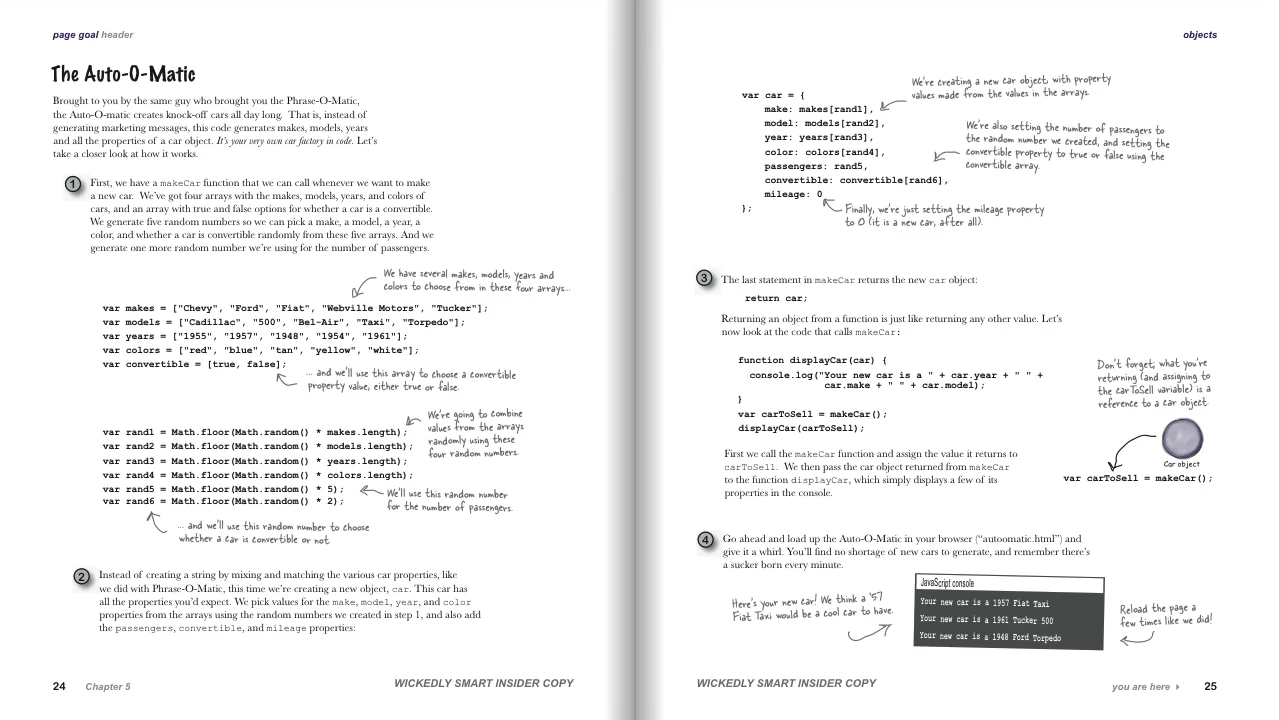 page goal header
The Auto-O-Matic
Brought to you by the same guy who brought you the Phrase-O-Matic,
the Auto-O-matic creates knock-off cars all day long. That is, instead of
generating marketing messages, this code generates makes, models, years
and all the properties of a car object. It's your very own car factory in code. Let's
take a closer look at how it works.
1
First, we have a makeCar function that we can call whenever we want to make
a new car. We've got four arrays with the makes, models, years, and colors of
cars, and an array with true and false options for whether a car is a convertible.
We generate five random numbers so we can pick a make, a model, a year, a
color, and whether a car is convertible randomly from these five arrays. And we
generate one more random number we're using for the number of passengers.
We have several makes, models, years and
colors to choose from in these four arrays...
var makes = ["Chevy", "Ford", "Fiat", "Webville Motors", "Tucker"];
var models = ["Cadillac", "500", "Bel-Air", "Taxi", "Torpedo"];
var years = ["1955", "1957", "1948", "1954", "1961"];
var colors = ["red", "blue", "tan", "yellow", "white"];
var convertible = [true, false];
... and we'll use this array to choose a convertible
property value, either true or false.
We're going to combine
values from the arrays
randomly using these
four random numbers.
var rand1 = Math.floor(Math.random() * makes.length);
var rand2 = Math.floor(Math.random() * models.length);
var rand3 = Math.floor(Math.random() * years.length);
var rand4 = Math.floor(Math.random() * colors.length);
var rand5 = Math.floor(Math.random() * 5);
var rand6 = Math.floor(Math.random() * 2);
We'll use this random number
for the number of passengers.
... and we'll use this random number to choose
whether a car is convertible or not.
2
Instead of creating a string by mixing and matching the various car properties, like
we did with Phrase-O-Matic, this time we're creating a new object, car. This car has
all the properties you'd expect. We pick values for the make, model, year, and color
properties from the arrays using the random numbers we created in step 1, and also add
the passengers, convertible, and mileage properties:
24 Chapter 5
WICKEDLY SMART INSIDER COPY
objects
We're creating a new car object, with property
values made from the values in the arrays.
var car = {
make: makes[rand1],
model: models[rand2],
year: years[rand3],
color: colors[rand4],
passengers: rand5,
convertible: convertible[rand6],
mileage: 0
};
We're also setting the number of passengers to
the random number we created, and setting the
convertible property to true or false using the
convertible array.
Finally, we're just setting the mileage property
to 0 (it is a new car, after all).
3
The last statement in makeCar returns the new car object:
return car;
Returning an object from a function is just like returning any other value. Let's
now look at the code that calls makeCar:
function displayCar(car) {
console.log("Your new car is a " + car.year + " " +
car.make + " " + car.model);
}
var carToSell = makeCar();
displayCar(carToSell);
Don't forget, what you're
returning (and assigning to
the carToSell variable) is a
reference to a car object.
Car object
var carToSell = makeCar();
First we call the makeCar function and assign the value it returns to
carToSell. We then pass the car object returned from makeCar
to the function displayCar, which simply displays a few of its
properties in the console.
4
Go ahead and load up the Auto-O-Matic in your browser (“autoomatic.html”) and
give it a whirl. You'll find no shortage of new cars to generate, and remember there's
a sucker born every minute.
Here's your new car! We think a '57
Fiat Taxi would be a cool car to have.
JavaScript console
Your new car is a 1957 Fiat Taxi
Your new car is a 1961 Tucker 500
Your new car is a 1948 Ford Torpedo
Reload the page a
few times like we did!
WICKEDLY SMART INSIDER COPY
you are here 25